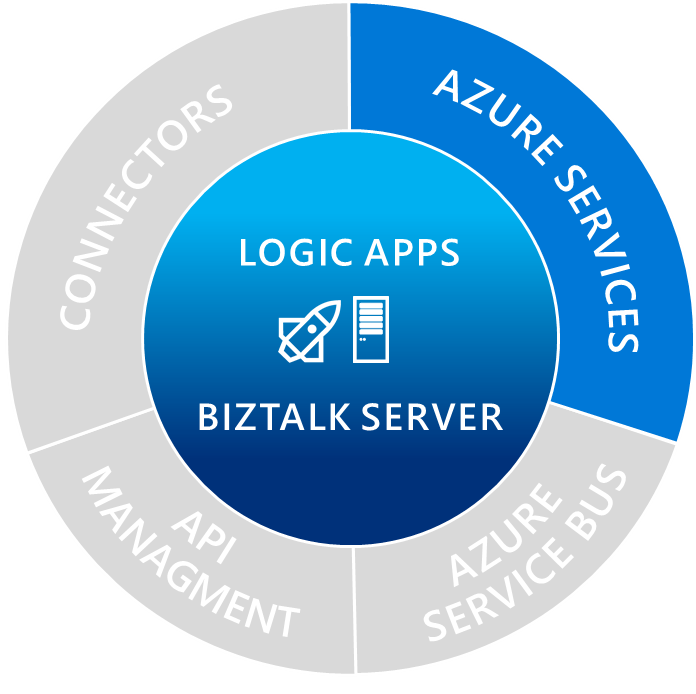 CONNECTORS
AZURE SERVICES
LOGIC APPS
BIZTALK SERVER
API
MANAGMENT
AZURE
SERVICE BUS